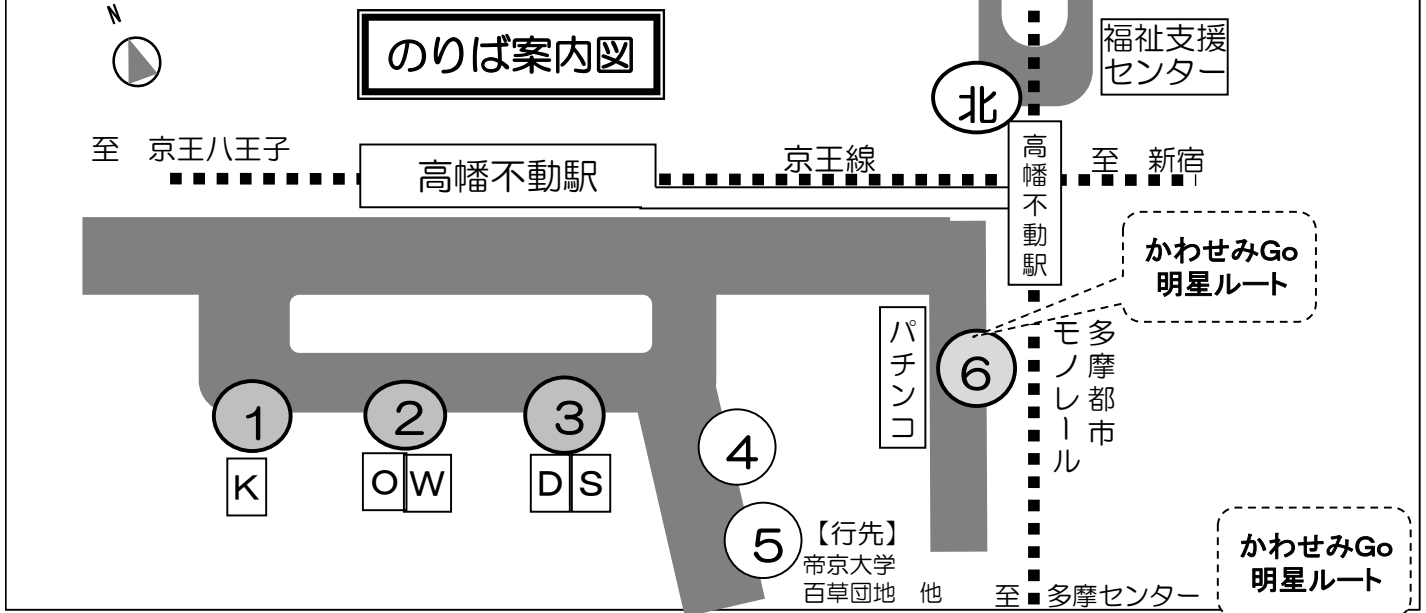 N
のりば案内図
福祉支援
センター
北
至 京王八王子
高幡不動駅
京王線
高幡不動駅
至 新宿
かわせみGo
明星ルート
パチンコ
6
多摩都市
モノレール
1
2
3
4
K
O
W
D
S
5
【行先】
帝京大学
百草団地 他
至
多摩センター
かわせみGo
明星ルート